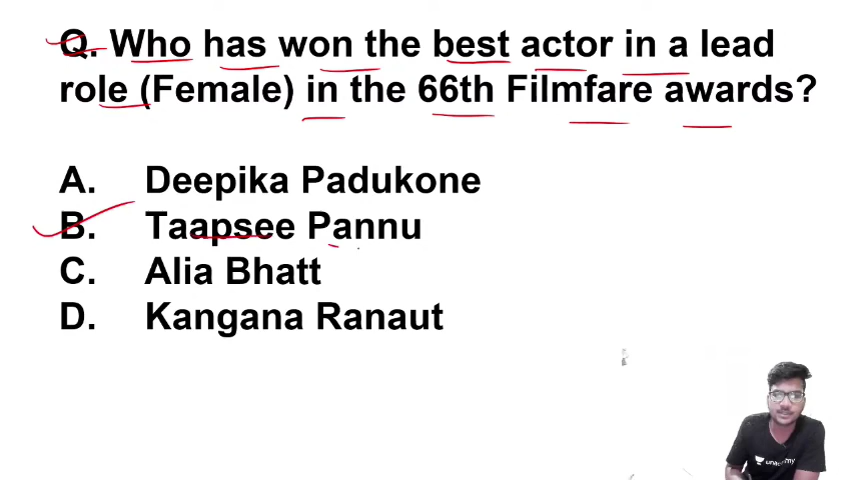 Q. Who has won the best actor in a lead
role (Female) in the 66th Filmfare awards?
A. Deepika Padukone
B. Taapsee Pannu
C. Alia Bhatt
D. Kangana Ranaut
unacademy